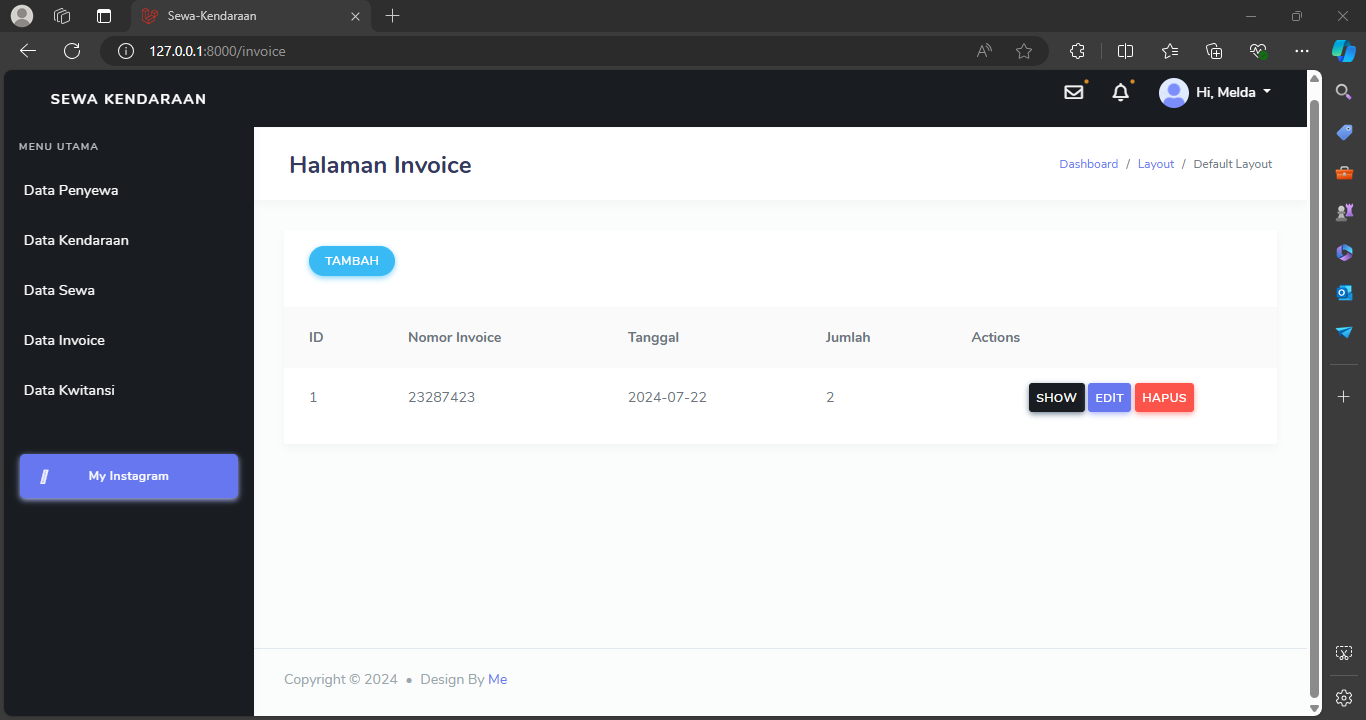 Sewa-Kendaraan
127.0.0.1:8000/invoice
SEWA KENDARAAN
Hi, Melda
MENU UTAMA
Data Penyewa
Data Kendaraan
Data Sewa
Data Invoice
Data Kwitansi
My Instagram
Halaman Invoice
Dashboard / Layout / Default Layout
TAMBAH
ID Nomor Invoice Tanggal Jumlah Actions
1 23287423 2024-07-22 2 SHOW EDIT HAPUS
Copyright © 2024 • Design By Me